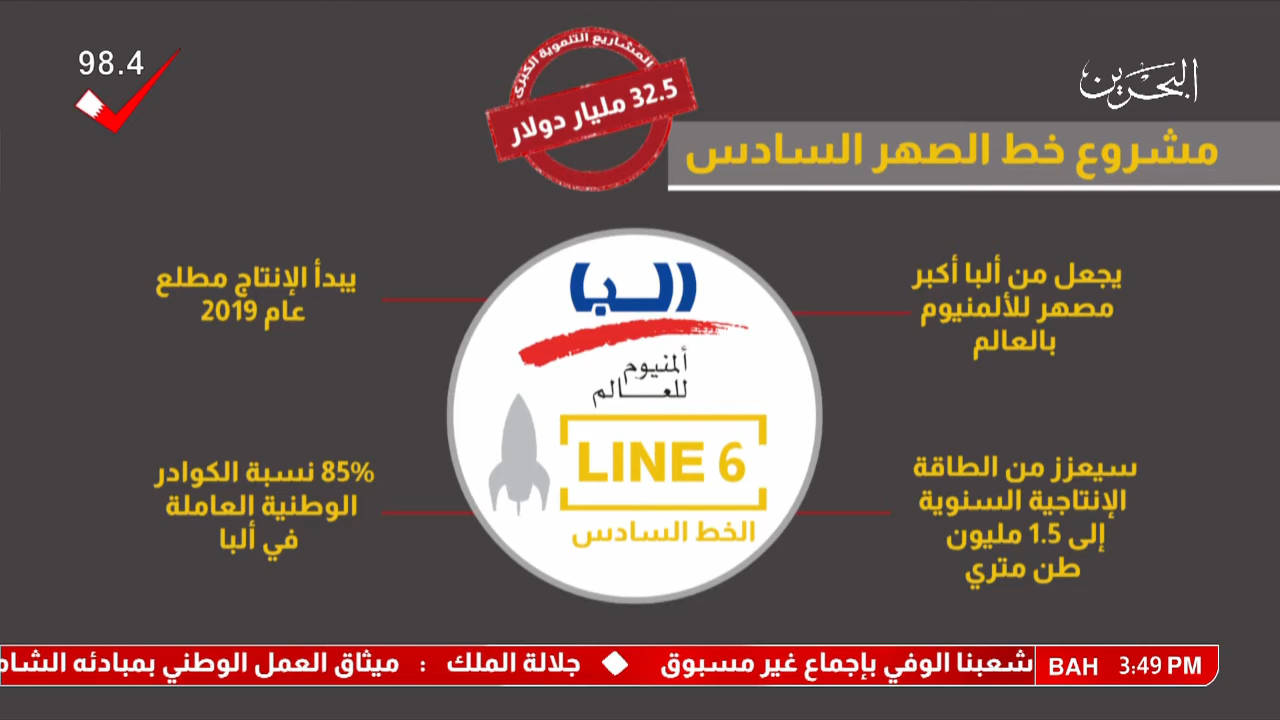 98.4
البحرين
المشاريع التنموية الكبرى
32.5 مليار دولار
مشروع خط الصهر السادس
يجعل من ألبا أكبر
مصهر للألمنيوم
بالعالم
يبدأ الإنتاج مطلع
عام 2019
البا
ألمنيوم
للعالم
LINE 6
الخط السادس
سيعزز من الطاقة
الإنتاجية السنوية
إلى 1.5 مليون
طن متري
85% نسبة الكوادر
الوطنية العاملة
في ألبا
شعبنا الوفي بإجماع غير مسبوق ◆ جلالة الملك : ميثاق العمل الوطني بمبادئه
BAH 3:49 PM